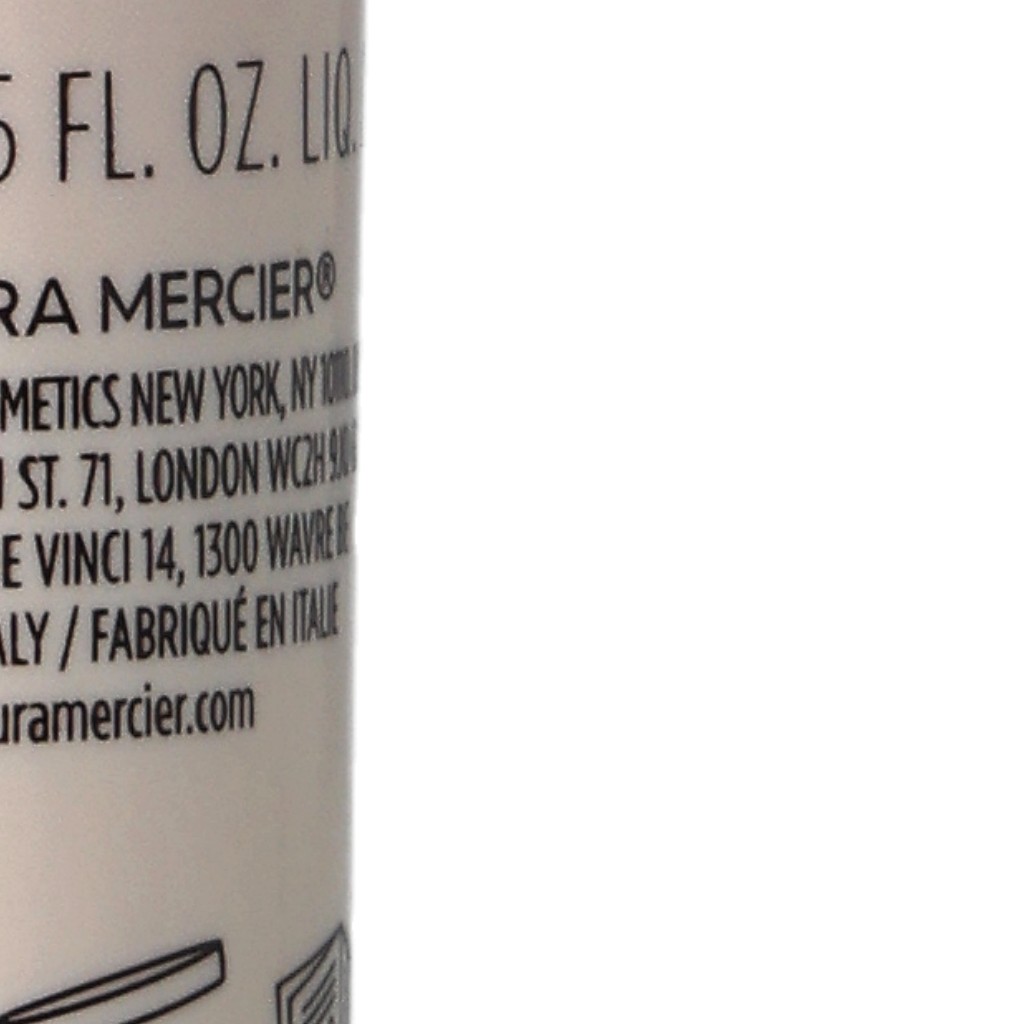 5 FL. OZ. LIQ.
RA MERCIER®
METICS NEW YORK, NY
ST. 71, LONDON WC2H
E VINCI 14, 1300 WAVRE
ALY / FABRIQUÉ EN ITALIE
uramercier.com